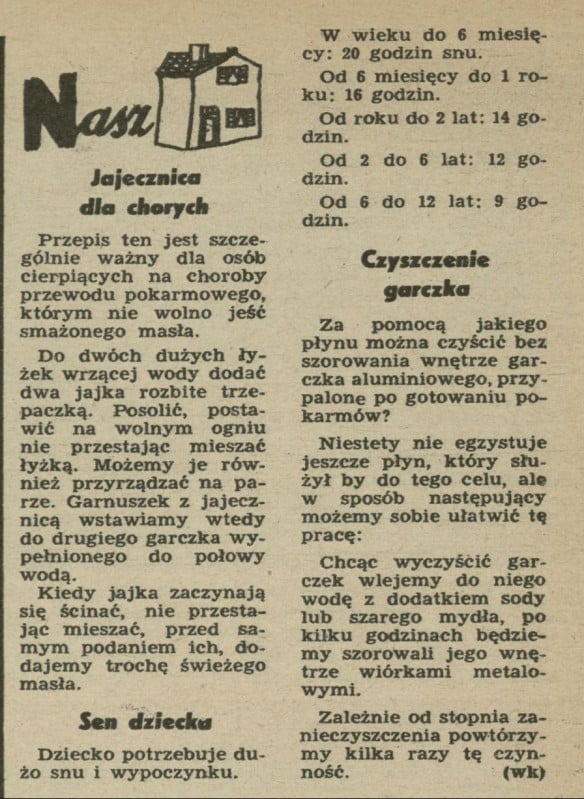 Nasz
Jajecznica
dla chorych
Przepis ten jest szcze-
gólnie ważny dla osób
cierpiących na choroby
przewodu pokarmowego,
którym nie wolno jeść
smażonego masła.
Do dwóch dużych ły-
żek wrzącej wody dodać
dwa jajka rozbite trze-
paczką. Posolić, posta-
wić na wolnym ogniu
nie przestając mieszać
łyżką. Możemy je rów-
nież przyrządzać na pa-
rze. Garnuszek z jajecz-
nicą wstawiamy wtedy
do drugiego garczka wy-
pełnionego do połowy
wodą.
Kiedy jajka zaczynają
się ścinać, nie przesta-
jąc mieszać, przed sa-
mym podaniem ich, do-
dajemy trochę świeżego
masła.
Sen dziecka
Dziecko potrzebuje du-
żo snu i wypoczynku.
W wieku do 6 miesię-
cy: 20 godzin snu.
Od 6 miesięcy do 1 ro-
ku: 16 godzin.
Od roku do 2 lat: 14 go-
dzin.
Od 2 do 6 lat: 12 go-
dzin.
Od 6 do 12 lat: 9 go-
dzin.
Czyszczenie
garczka
Za pomocą jakiego
płynu można czyścić bez
szorowania wnętrze gar-
czka aluminiowego, przy-
palone po gotowaniu po-
karmów?
Niestety nie egzystuje
jeszcze płyn, który słu-
żył by do tego celu, ale
w sposób następujący
możemy sobie ułatwić tę
pracę:
Chcąc wyczyścić gar-
czek wlejemy do niego
wodę z dodatkiem sody
lub szarego mydła, po
kilku godzinach będzie-
my szorowali jego wnę-
trze wiórkami metalo-
wymi.
Zależnie od stopnia za-
nieczyszczenia powtórzy-
my kilka razy tę czyn-
ność. (wk)